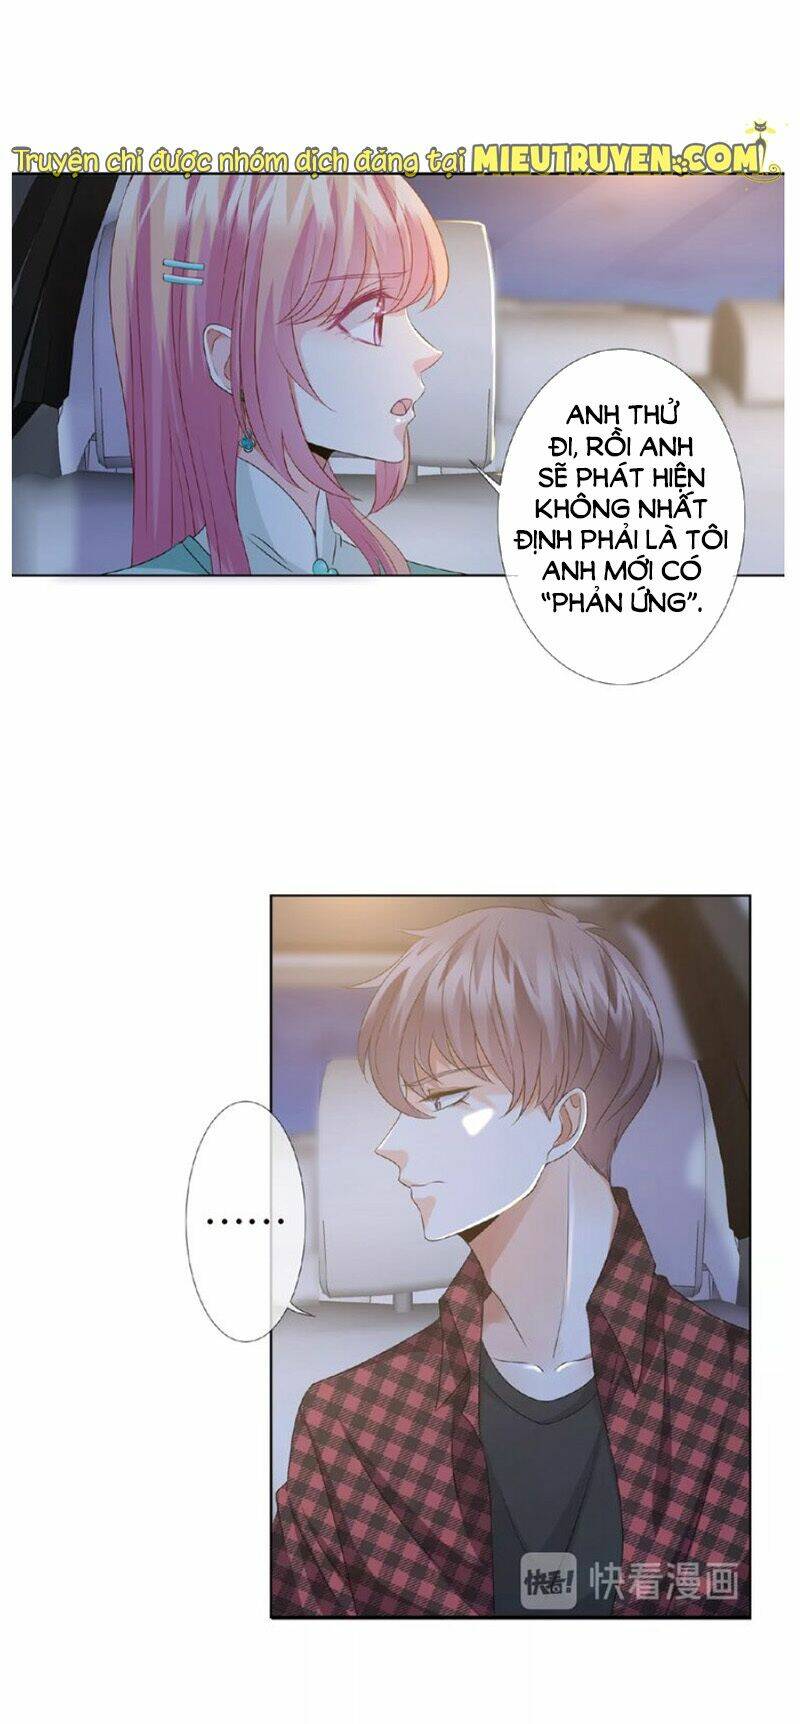 Truyện chỉ được nhóm dịch đăng tại MIEUTRUYEN.COM
ANH THỬ
ĐI, RỒI ANH
SẼ PHÁT HIỆN
KHÔNG NHẤT
ĐỊNH PHẢI LÀ TÔI
ANH MỚI CÓ
“PHẢN ỨNG”.
......
快看! 快看漫画